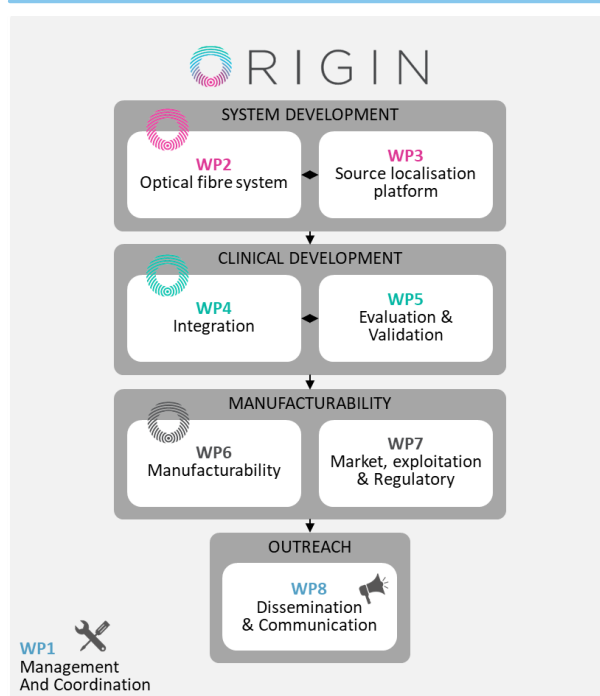 ORIGIN
SYSTEM DEVELOPMENT
WP2
Optical fibre system
WP3
Source localisation
platform
CLINICAL DEVELOPMENT
WP4
Integration
WP5
Evaluation &
Validation
MANUFACTURABILITY
WP6
Manufacturability
WP7
Market, exploitation
& Regulatory
OUTREACH
WP8
Dissemination
& Communication
WP1
Management
And Coordination